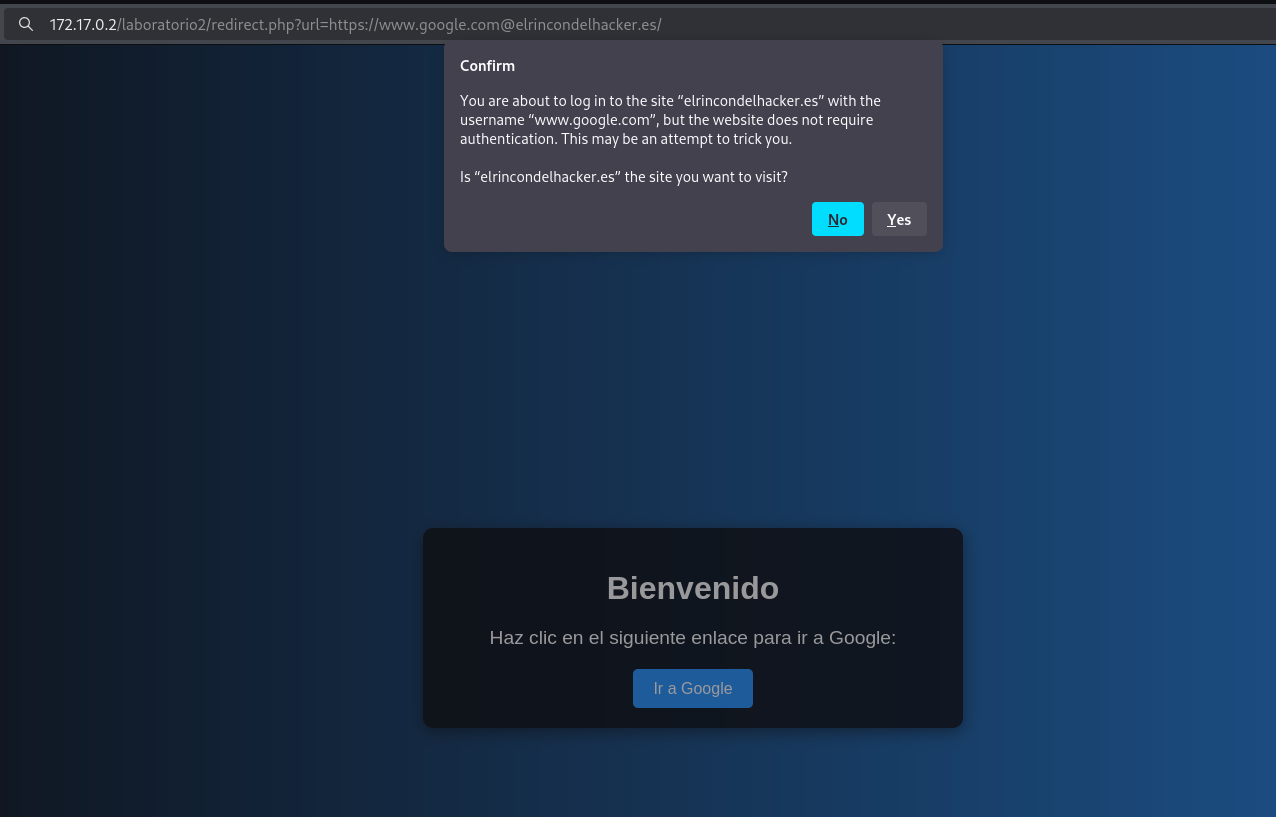 172.17.0.2/laboratorio2/redirect.php?url=https://www.google.com@elrincondelhacker.es/
Confirm
You are about to log in to the site “elrincondelhacker.es” with the
username “www.google.com”, but the website does not require
authentication. This may be an attempt to trick you.
Is “elrincondelhacker.es” the site you want to visit?
No Yes
Bienvenido
Haz clic en el siguiente enlace para ir a Google:
Ir a Google